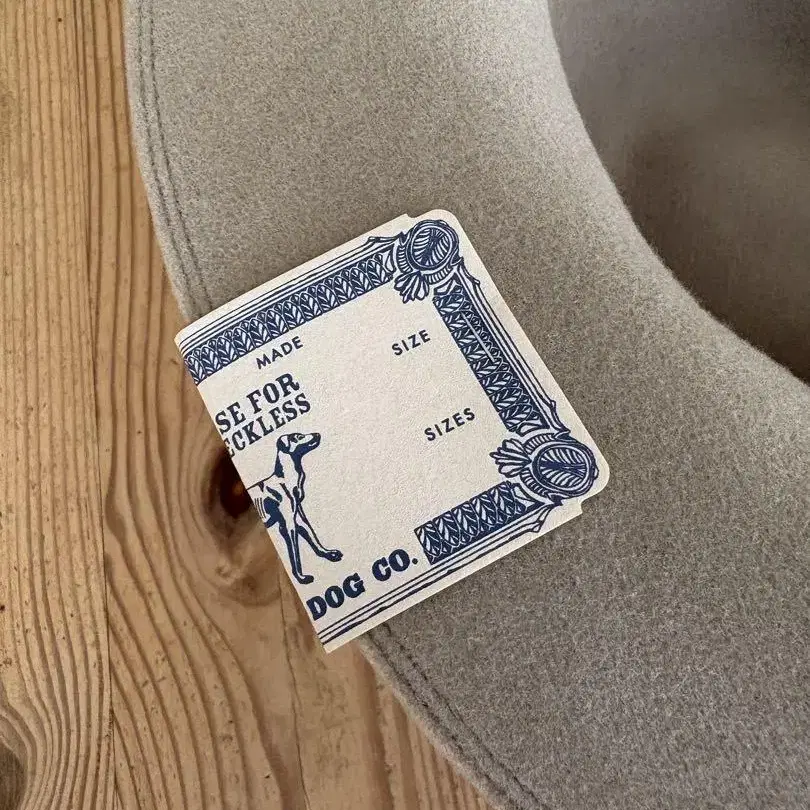 MADE SIZE
SE FOR
ECKLESS
SIZES
DOG CO.